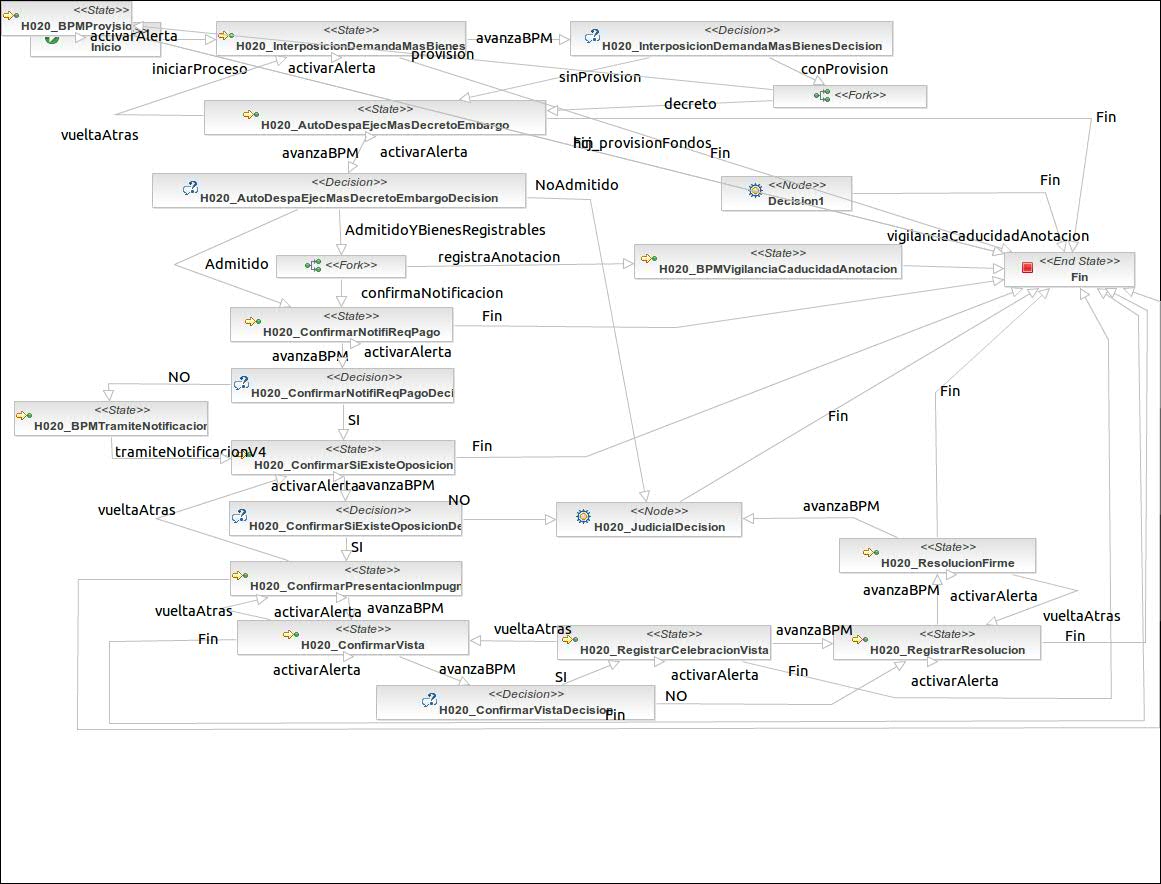 <<State>>
H020_BPMProvisio
activarAlerta
Inicio
<<State>>
H020_InterposicionDemandaMasBienes
avanzaBPM
<<Decision>>
H020_InterposicionDemandaMasBienesDecision
provision
iniciarProceso
activarAlerta
sinProvision
conProvision
<<Fork>>
decreto
<<State>>
H020_AutoDespaEjecMasDecretoEmbargo
vueltaAtras
Fin
avanzaBPM
activarAlerta
hij_provisionFondos
Fin
<<Decision>>
H020_AutoDespaEjecMasDecretoEmbargoDecision
NoAdmitido
<<Node>>
Decision1
Fin
AdmitidoYBienesRegistrables
vigilanciaCaducidadAnotacion
Admitido
<<Fork>>
registraAnotacion
<<State>>
H020_BPMVigilanciaCaducidadAnotacion
<<End State>>
Fin
confirmaNotificacion
<<State>>
H020_ConfirmarNotifiReqPago
Fin
avanzaBPM
activarAlerta
NO
<<Decision>>
H020_ConfirmarNotifiReqPagoDeci
<<State>>
H020_BPMTramiteNotificacion
SI
Fin
Fin
tramiteNotificacionV4
<<State>>
H020_ConfirmarSiExisteOposicion
Fin
activarAlerta
avanzaBPM
vueltaAtras
NO
<<Decision>>
H020_ConfirmarSiExisteOposicionDe
<<Node>>
H020_JudicialDecision
avanzaBPM
SI
<<State>>
H020_ResolucionFirme
<<State>>
H020_ConfirmarPresentacionImpugn
avanzaBPM
activarAlerta
vueltaAtras
activarAlerta
avanzaBPM
vueltaAtras
Fin
<<State>>
H020_ConfirmarVista
vueltaAtras
<<State>>
H020_RegistrarCelebracionVista
avanzaBPM
<<State>>
H020_RegistrarResolucion
Fin
activarAlerta
avanzaBPM
SI
activarAlerta
Fin
activarAlerta
<<Decision>>
H020_ConfirmarVistaDecision
NO
Fin